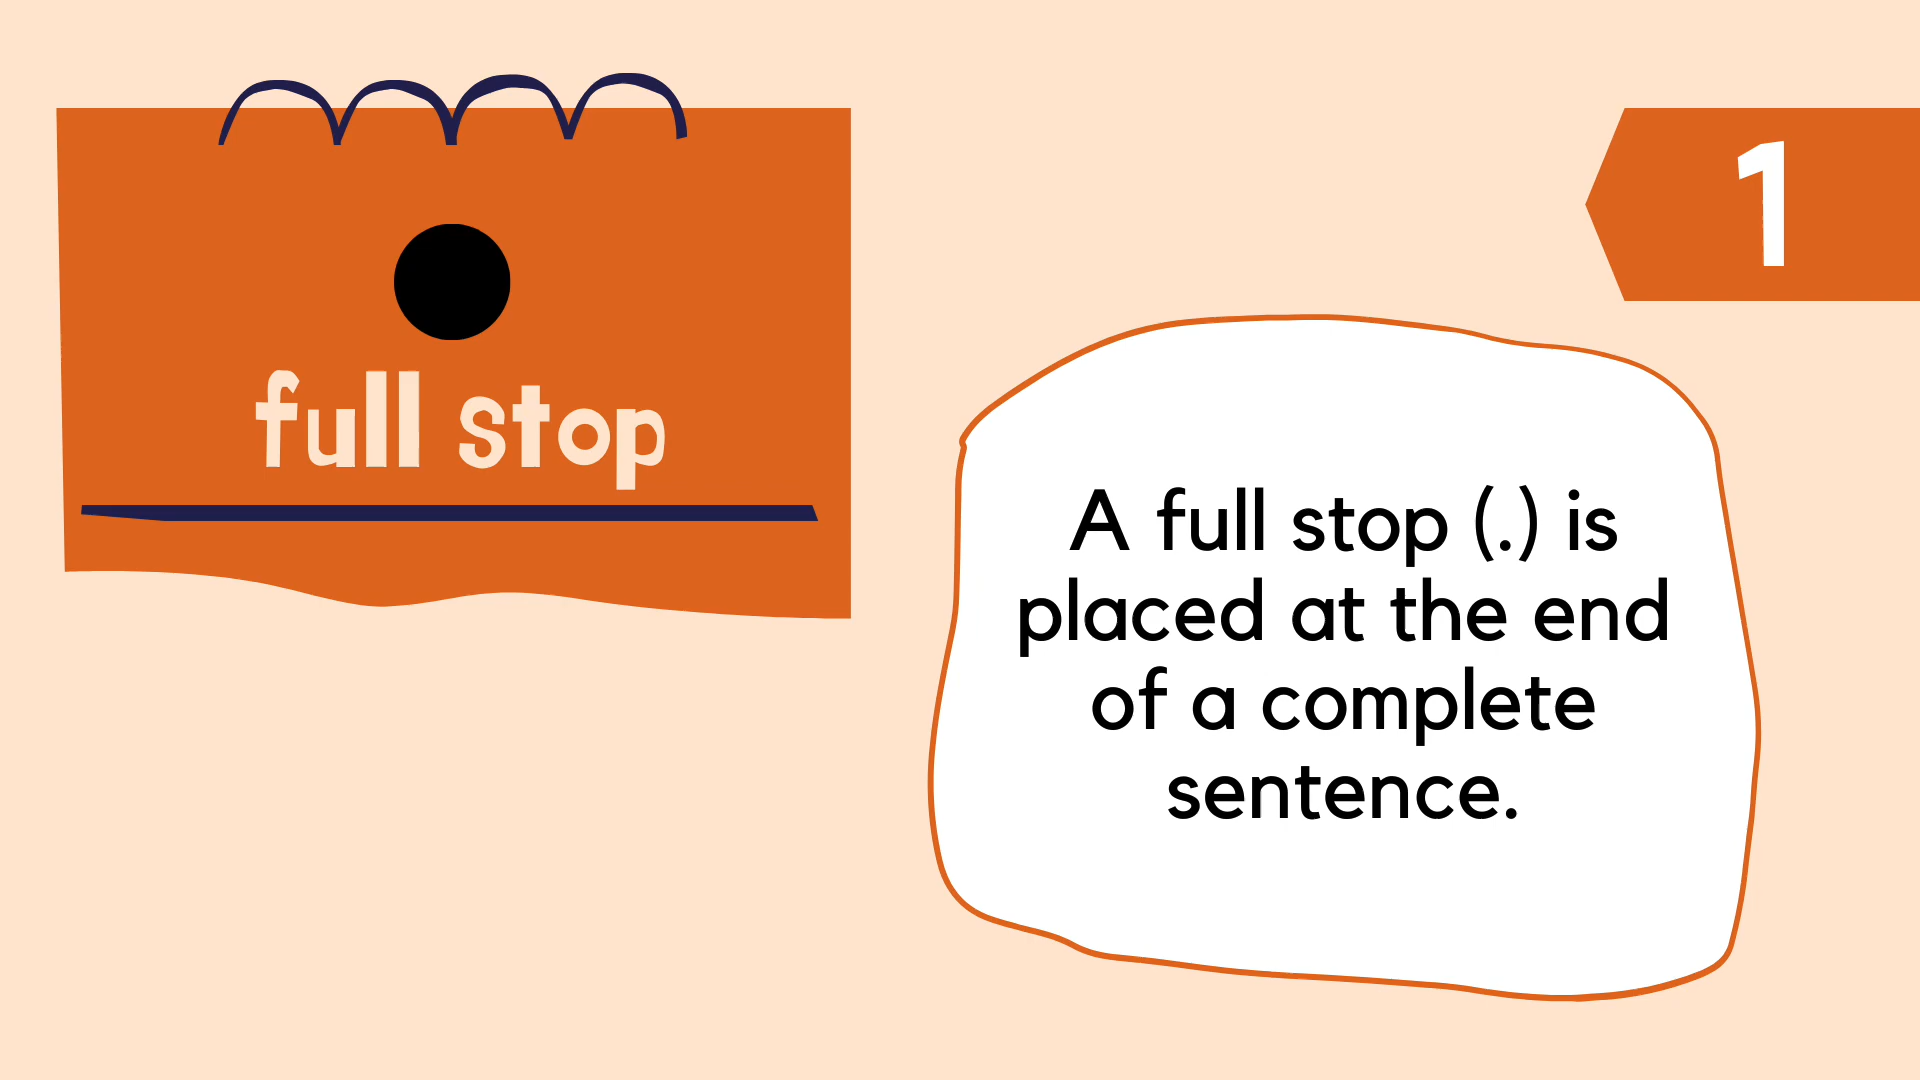 full stop
1
A full stop (.) is
placed at the end
of a complete
sentence.